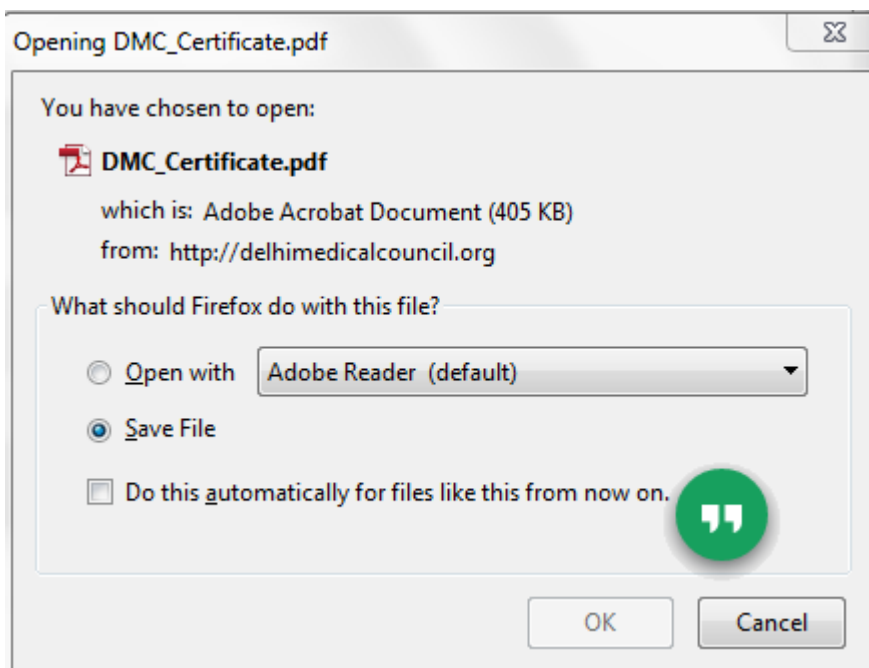 Opening DMC_Certificate.pdf
You have chosen to open:
DMC_Certificate.pdf
which is: Adobe Acrobat Document (405 KB)
from: http://delhimedicalcouncil.org
What should Firefox do with this file?
Open with Adobe Reader (default)
Save File
Do this automatically for files like this from now on.
OK Cancel